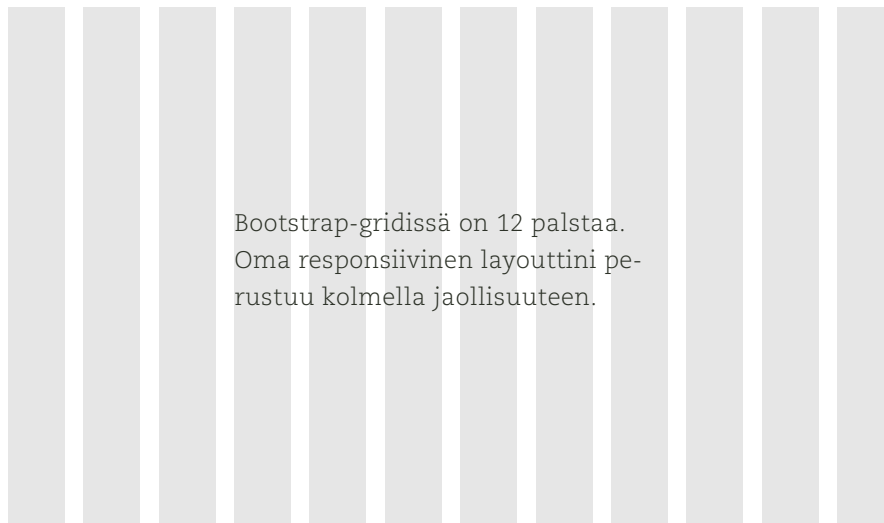 Bootstrap-gridissä on 12 palstaa.
Oma responsiivinen layouttini pe-
rustuu kolmella jaollisuuteen.